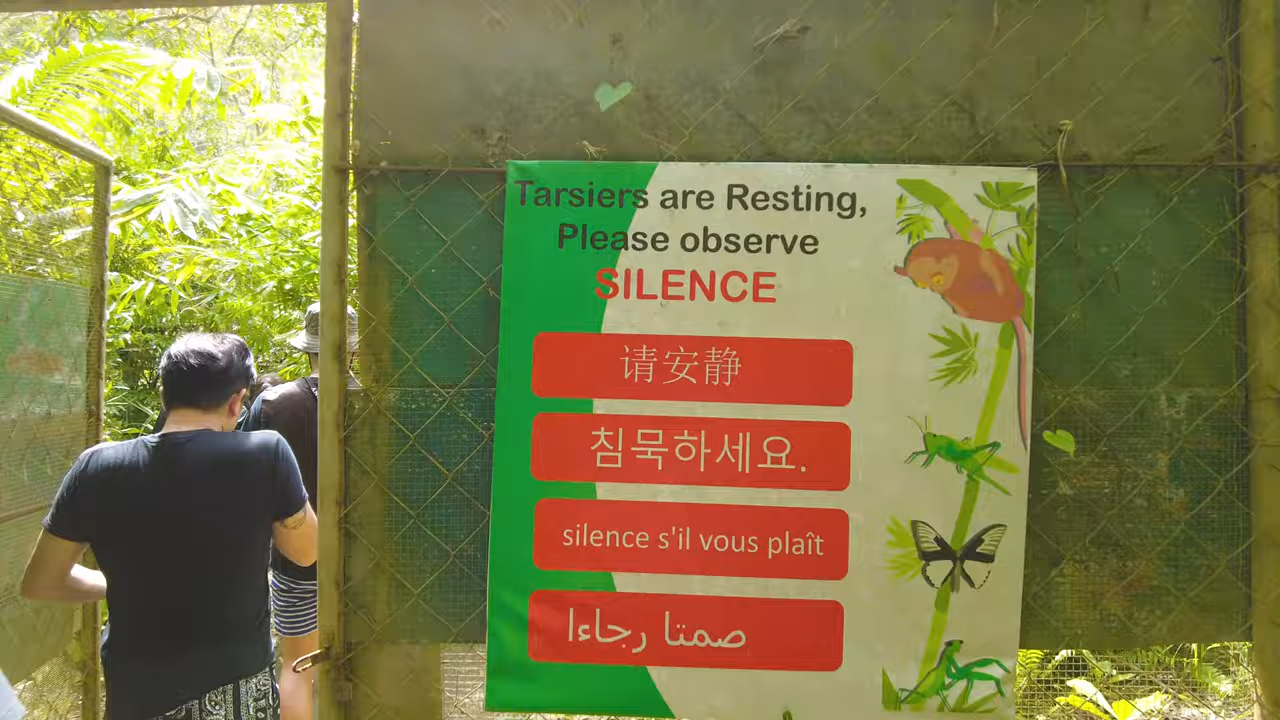 Tarsiers are Resting,
Please observe
SILENCE
请安静
침묵하세요.
silence s'il vous plaît
صمتا رجاءا